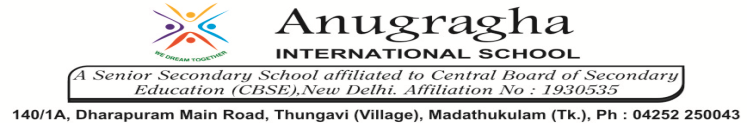 Anugragha
WE DREAM TOGETHER
INTERNATIONAL SCHOOL
A Senior Secondary School affiliated to Central Board of Secondary
Education (CBSE),New Delhi. Affiliation No : 1930535
140/1A, Dharapuram Main Road, Thungavi (Village), Madathukulam (Tk.), Ph : 04252 250043